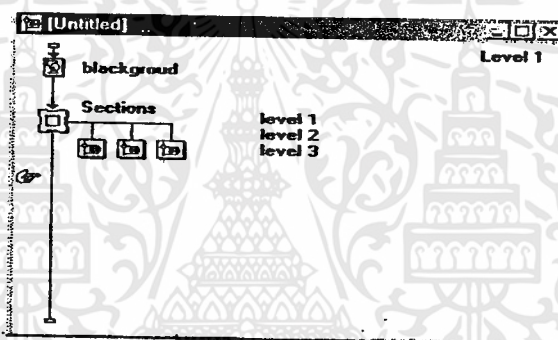 [Untitled]
Level 1
blackgroud
Sections
level 1
level 2
level 3